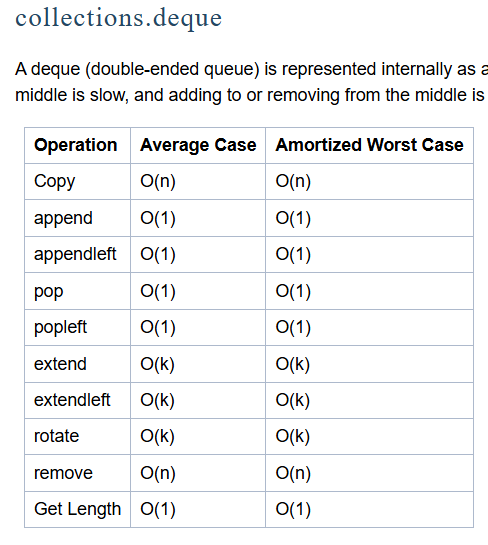 collections.deque
A deque (double-ended queue) is represented internally as a
middle is slow, and adding to or removing from the middle is
Operation Average Case Amortized Worst Case
Copy O(n) O(n)
append O(1) O(1)
appendleft O(1) O(1)
pop O(1) O(1)
popleft O(1) O(1)
extend O(k) O(k)
extendleft O(k) O(k)
rotate O(k) O(k)
remove O(n) O(n)
Get Length O(1) O(1)